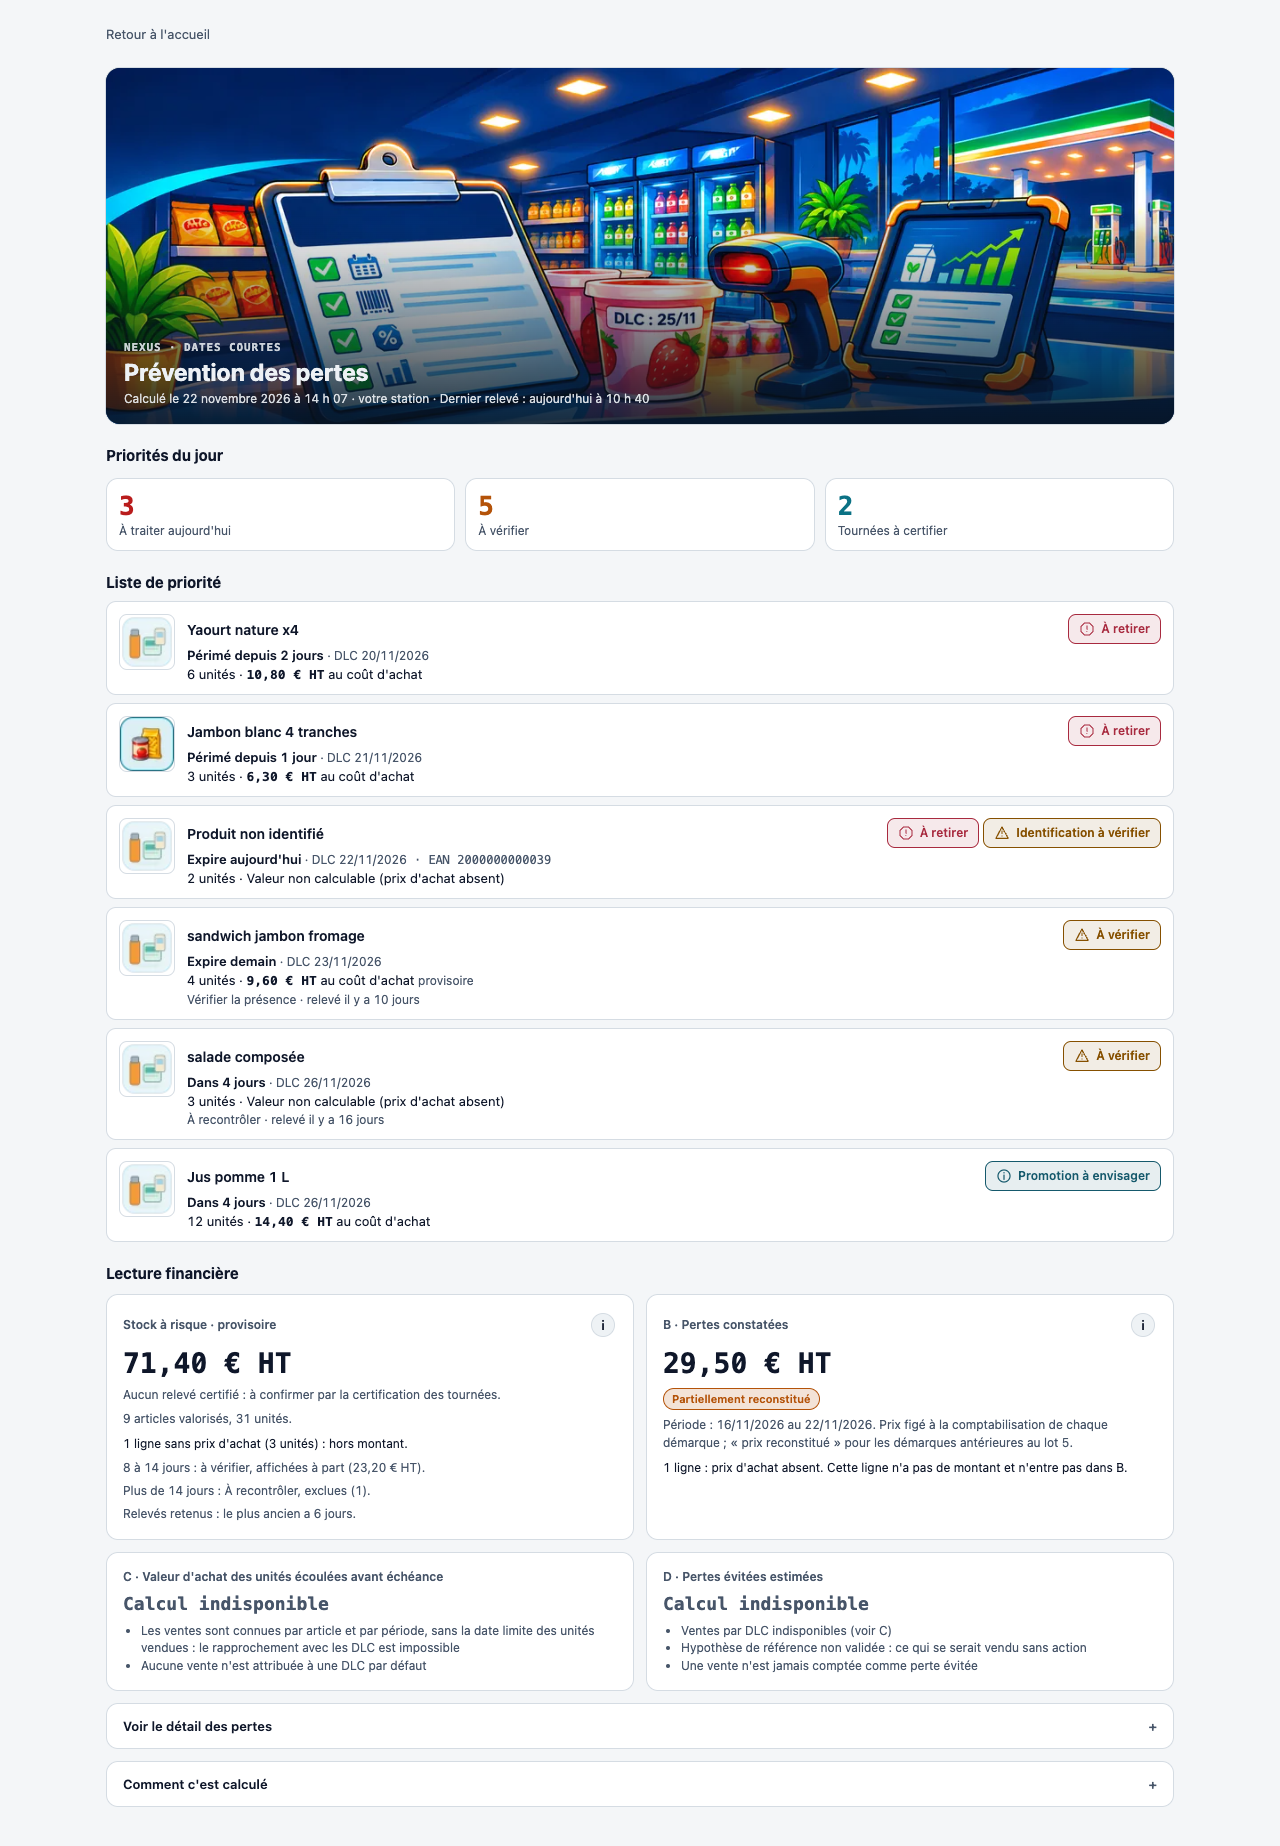 Retour à l'accueil
DLC : 25/11
NEXUS · DATES COURTES
Prévention des pertes
Calculé le 22 novembre 2026 à 14 h 07 · votre station · Dernier relevé : aujourd'hui à 10 h 40
Priorités du jour
3
À traiter aujourd'hui
5
À vérifier
2
Tournées à certifier
Liste de priorité
Yaourt nature x4
À retirer
Périmé depuis 2 jours · DLC 20/11/2026
6 unités · 10,80 € HT au coût d'achat
Jambon blanc 4 tranches
À retirer
Périmé depuis 1 jour · DLC 21/11/2026
3 unités · 6,30 € HT au coût d'achat
Produit non identifié
À retirer
Identification à vérifier
Expire aujourd'hui · DLC 22/11/2026 · EAN 2000000000039
2 unités · Valeur non calculable (prix d'achat absent)
sandwich jambon fromage
À vérifier
Expire demain · DLC 23/11/2026
4 unités · 9,60 € HT au coût d'achat provisoire
Vérifier la présence · relevé il y a 10 jours
salade composée
À vérifier
Dans 4 jours · DLC 26/11/2026
3 unités · Valeur non calculable (prix d'achat absent)
À recontrôler · relevé il y a 16 jours
Jus pomme 1 L
Promotion à envisager
Dans 4 jours · DLC 26/11/2026
12 unités · 14,40 € HT au coût d'achat
Lecture financière
Stock à risque · provisoire
i
71,40 € HT
Aucun relevé certifié : à confirmer par la certification des tournées.
9 articles valorisés, 31 unités.
1 ligne sans prix d'achat (3 unités) : hors montant.
8 à 14 jours : à vérifier, affichées à part (23,20 € HT).
Plus de 14 jours : À recontrôler, exclues (1).
Relevés retenus : le plus ancien a 6 jours.
B · Pertes constatées
i
29,50 € HT
Partiellement reconstitué
Période : 16/11/2026 au 22/11/2026. Prix figé à la comptabilisation de chaque
démarque ; « prix reconstitué » pour les démarques antérieures au lot 5.
1 ligne : prix d'achat absent. Cette ligne n'a pas de montant et n'entre pas dans B.
C · Valeur d'achat des unités écoulées avant échéance
Calcul indisponible
• Les ventes sont connues par article et par période, sans la date limite des unités
vendues : le rapprochement avec les DLC est impossible
• Aucune vente n'est attribuée à une DLC par défaut
D · Pertes évitées estimées
Calcul indisponible
• Ventes par DLC indisponibles (voir C)
• Hypothèse de référence non validée : ce qui se serait vendu sans action
• Une vente n'est jamais comptée comme perte évitée
Voir le détail des pertes
+
Comment c'est calculé
+